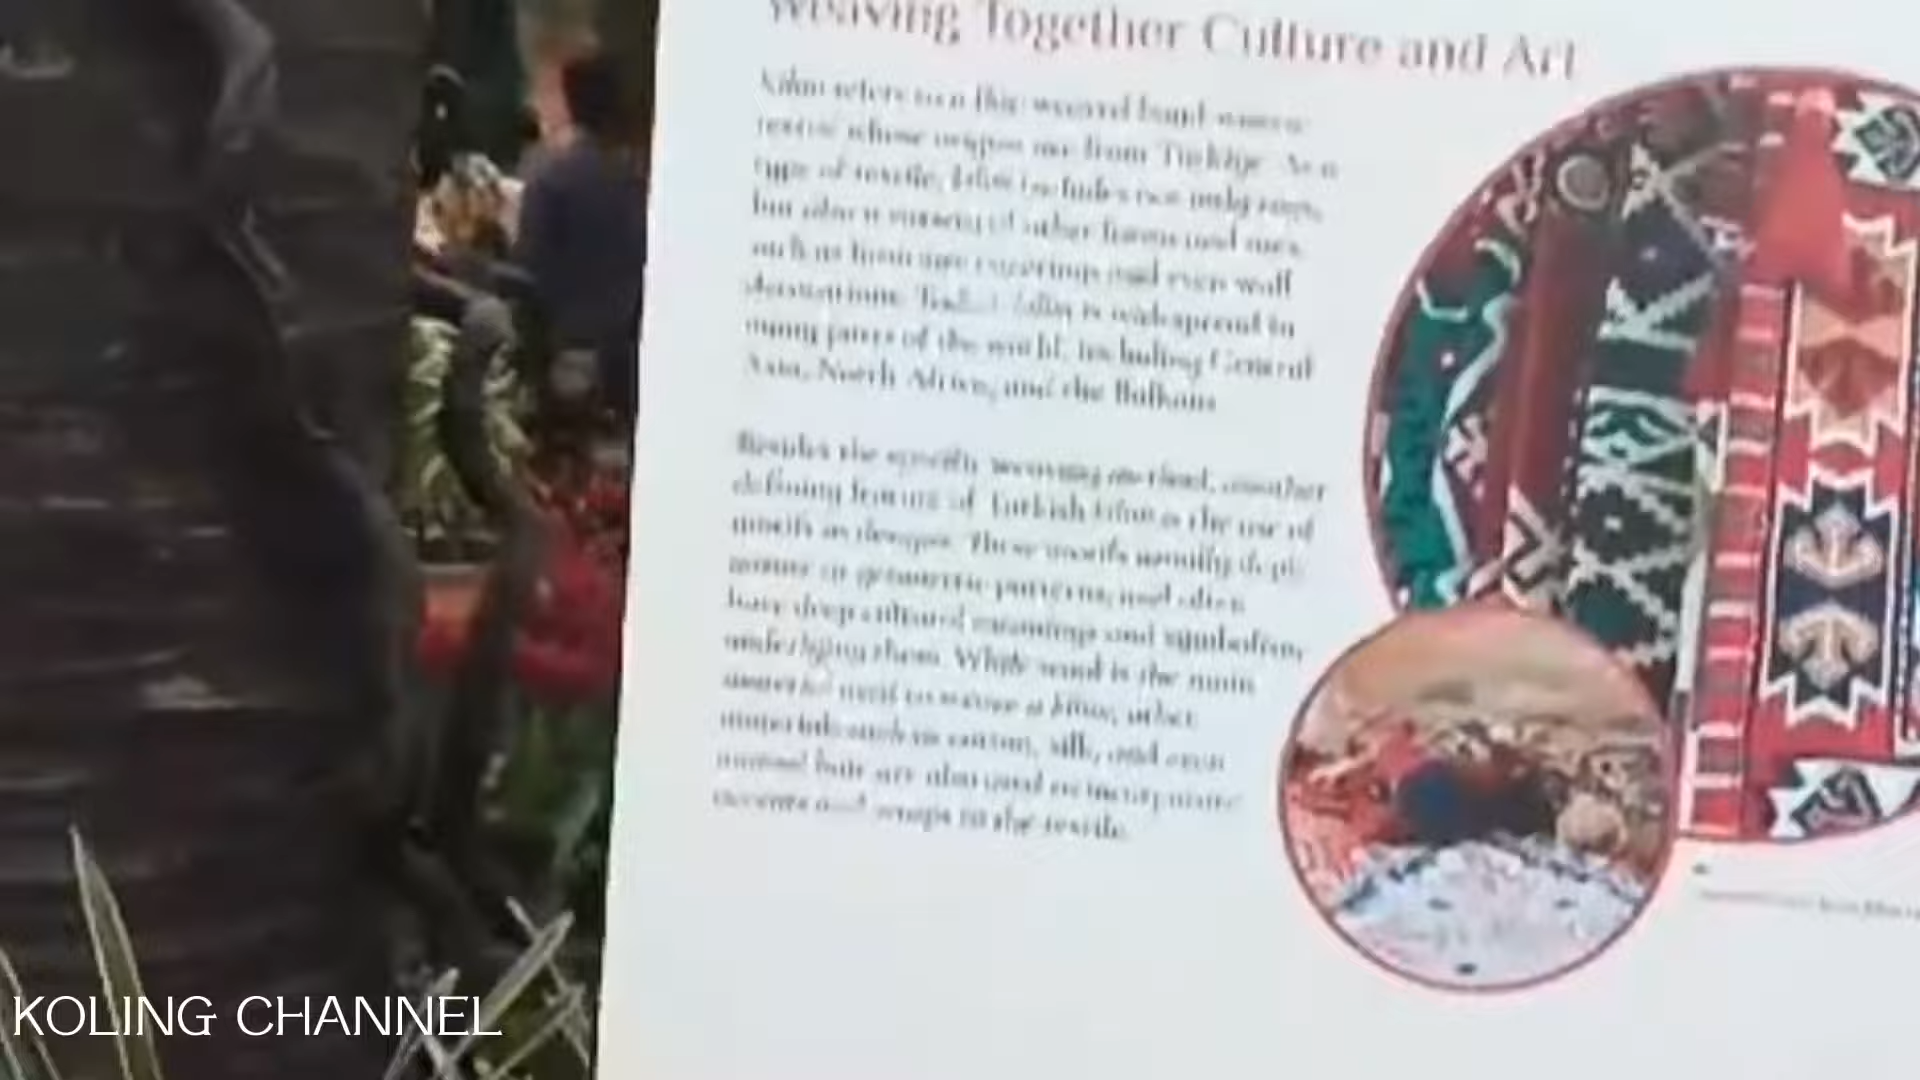 Weaving Together Culture and Art
Kilim refers to a flat-weaved hand-woven
textile whose origins are from Türkiye. As a
type of textile, kilim includes not only rugs,
but also a variety of other forms and uses,
such as furniture coverings and even wall
decorations. Today, kilim is widespread in
many parts of the world, including Central
Asia, North Africa, and the Balkans.
Besides the specific weaving method, another
defining feature of Turkish kilim is the use of
motifs as designs. These motifs usually depict
nature or geometric patterns, and often
have deep cultural meanings and symbolism
underlying them. While wool is the main
material used to weave a kilim, other
materials such as cotton, silk, and even
animal hair are also used to incorporate
accents and to the textile.
KOLING CHANNEL